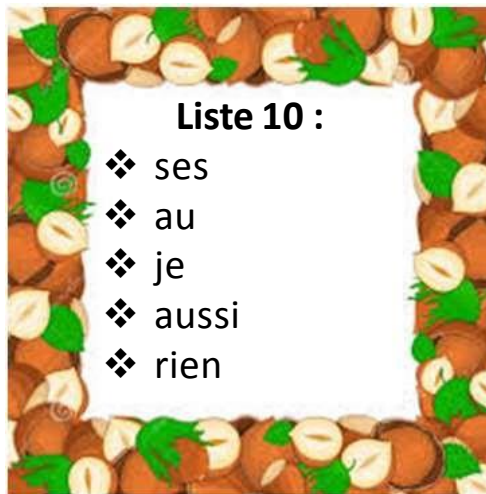 Liste 10 :
❖ ses
❖ au
❖ je
❖ aussi
❖ rien